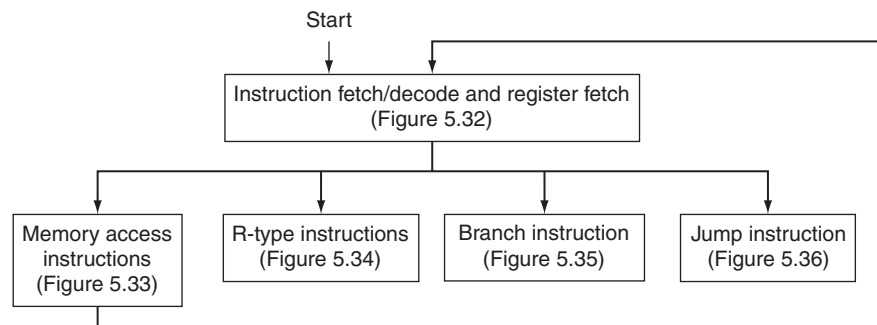 Start
Instruction fetch/decode and register fetch
(Figure 5.32)
Memory access
instructions
(Figure 5.33)
R-type instructions
(Figure 5.34)
Branch instruction
(Figure 5.35)
Jump instruction
(Figure 5.36)